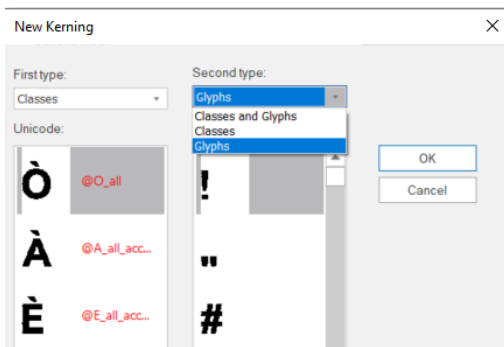 New Kerning
First type:
Second type:
Classes
Glyphs
Classes and Glyphs
Classes
Glyphs
Unicode:
Ò @O_all
!
À @A_all_acc...
"
È @E_all_acc...
#
OK
Cancel